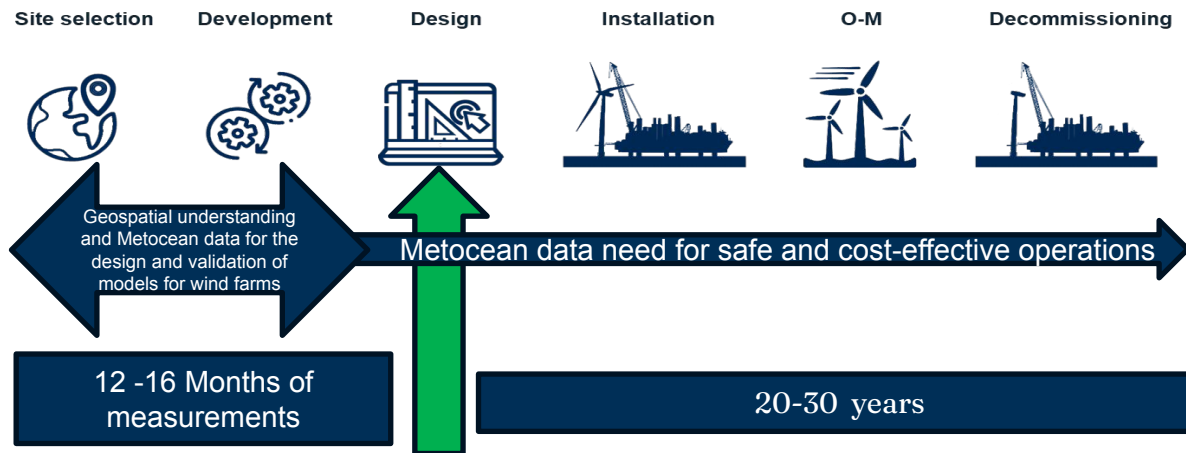 Site selection
Development
Design
Installation
O-M
Decommissioning
Geospatial understanding
and Metocean data for the
design and validation of
models for wind farms
Metocean data need for safe and cost-effective operations
12 -16 Months of
measurements
20-30 years